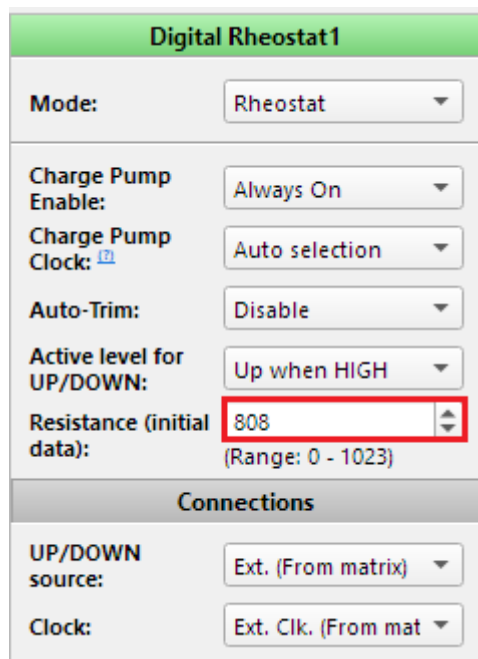 Digital Rheostat1
Mode: Rheostat
Charge Pump
Enable: Always On
Charge Pump
Clock: (?) Auto selection
Auto-Trim: Disable
Active level for
UP/DOWN: Up when HIGH
Resistance (initial
data): 808
(Range: 0 - 1023)
Connections
UP/DOWN
source: Ext. (From matrix)
Clock: Ext. Clk. (From mat